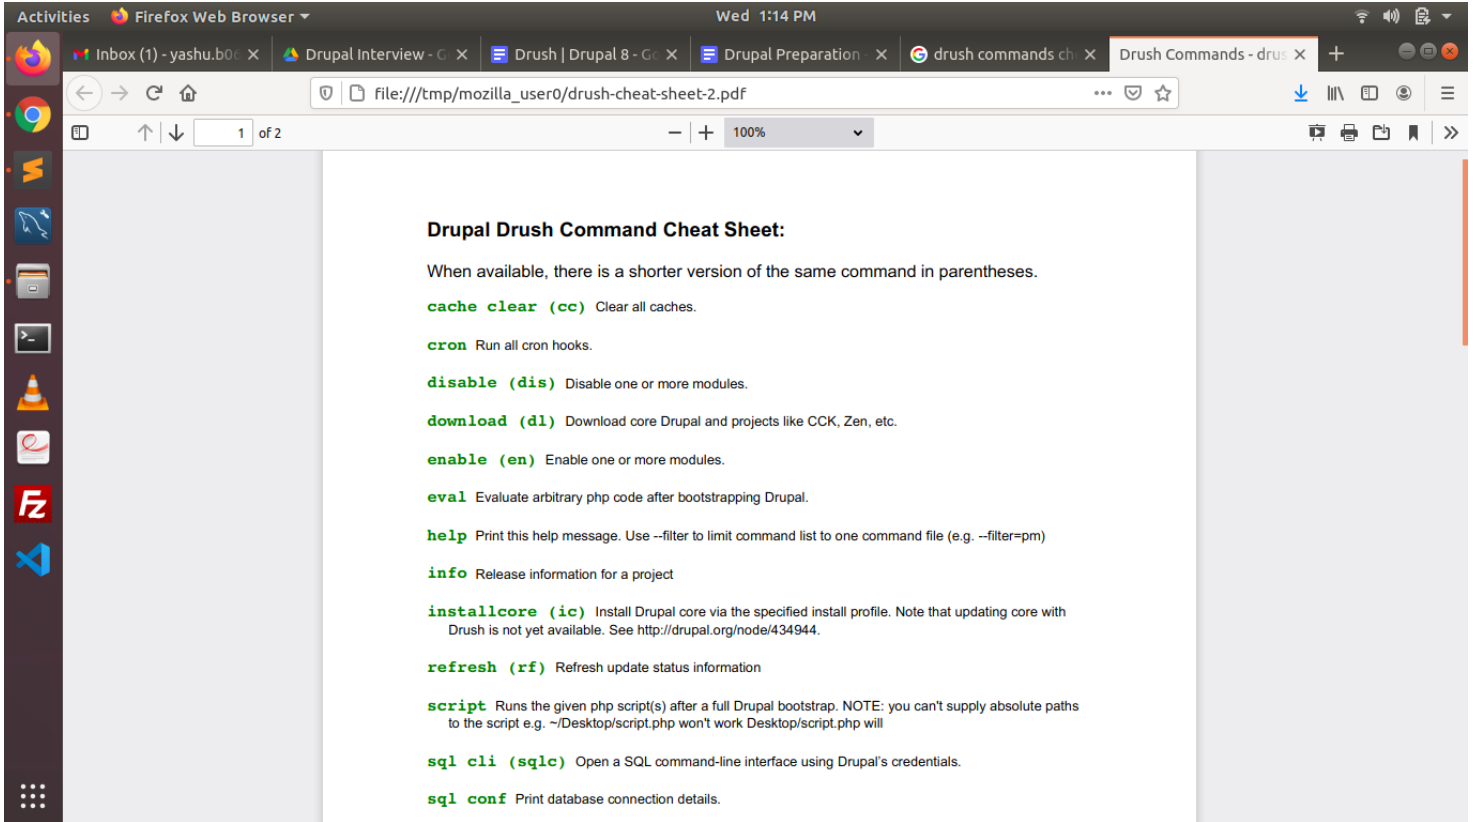 Activities Firefox Web Browser Wed 1:14 PM
Inbox (1) - yashu.b06 Drupal Interview - G Drush | Drupal 8 - Go Drupal Preparation - drush commands che Drush Commands - drus
file:///tmp/mozilla_user0/drush-cheat-sheet-2.pdf
1 of 2 100%
Drupal Drush Command Cheat Sheet:
When available, there is a shorter version of the same command in parentheses.
cache clear (cc) Clear all caches.
cron Run all cron hooks.
disable (dis) Disable one or more modules.
download (dl) Download core Drupal and projects like CCK, Zen, etc.
enable (en) Enable one or more modules.
eval Evaluate arbitrary php code after bootstrapping Drupal.
help Print this help message. Use --filter to limit command list to one command file (e.g. --filter=pm)
info Release information for a project
installcore (ic) Install Drupal core via the specified install profile. Note that updating core with
Drush is not yet available. See http://drupal.org/node/434944.
refresh (rf) Refresh update status information
script Runs the given php script(s) after a full Drupal bootstrap. NOTE: you can't supply absolute paths
to the script e.g. ~/Desktop/script.php won't work Desktop/script.php will
sql cli (sqlc) Open a SQL command-line interface using Drupal's credentials.
sql conf Print database connection details.